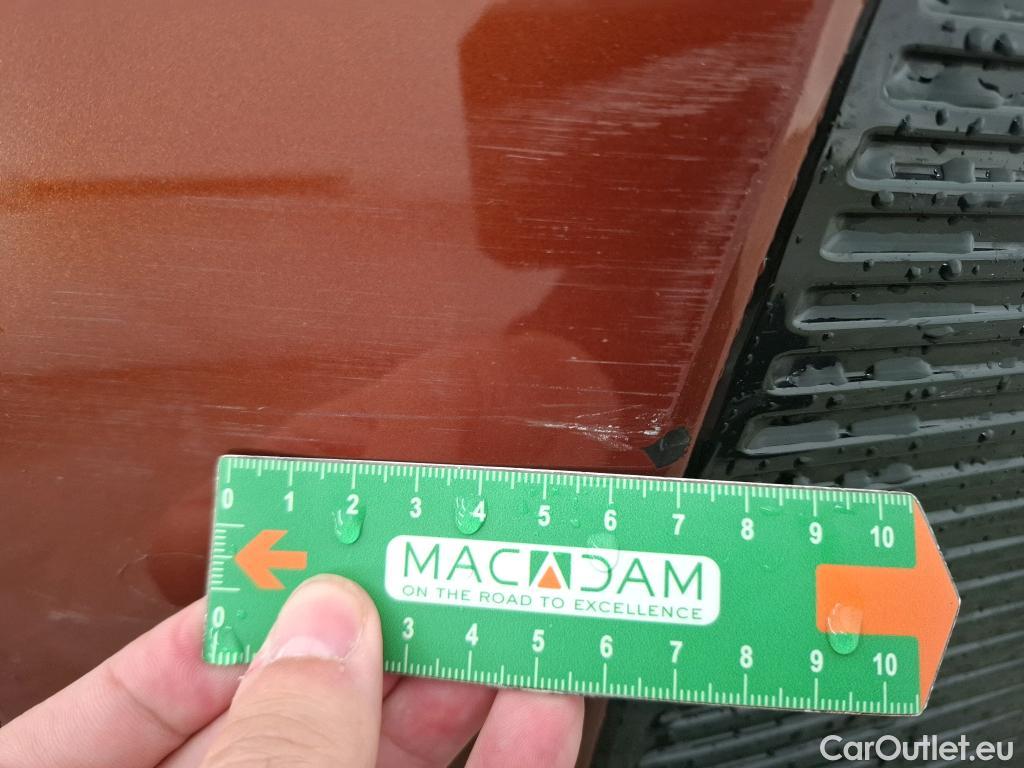 0 1 2 3 4 5 6 7 8 9 10
MACADAM
ON THE ROAD TO EXCELLENCE
0 3 4 5 6 7 8 9 10
CarOutlet.eu